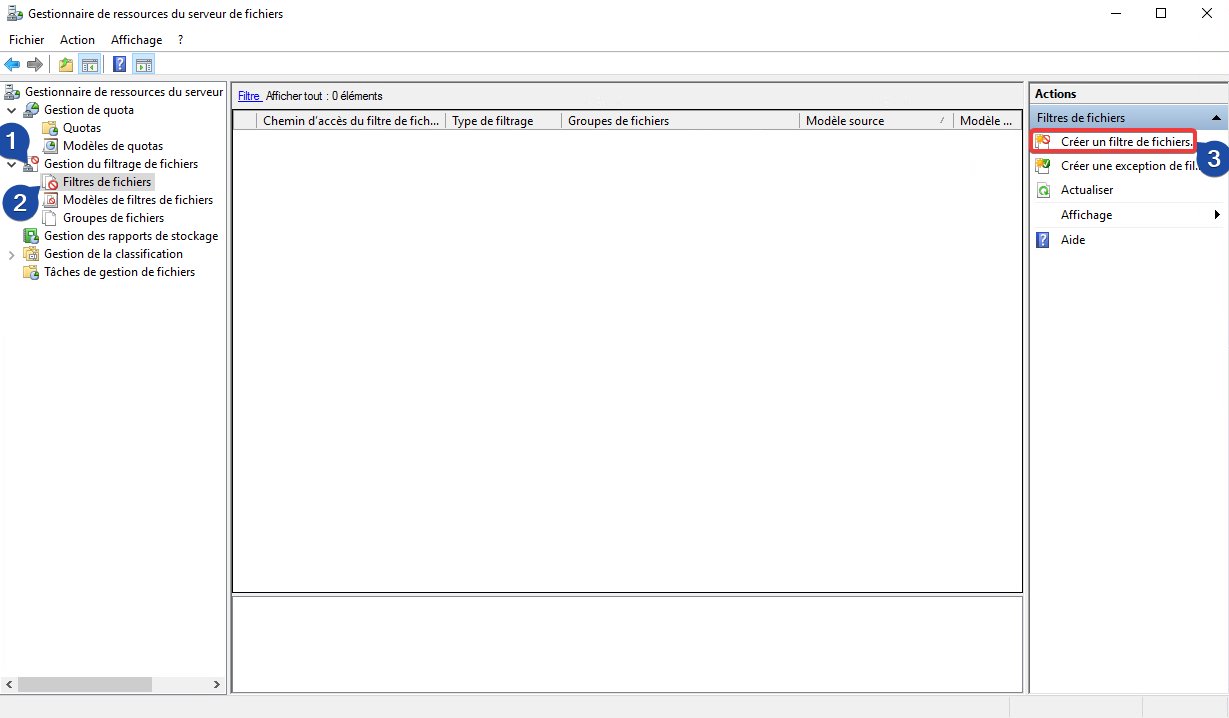 Gestionnaire de ressources du serveur de fichiers
Fichier Action Affichage ?
Gestionnaire de ressources du serveur
Gestion de quota
Quotas
Modèles de quotas
1
Gestion du filtrage de fichiers
Filtres de fichiers
2
Modèles de filtres de fichiers
Groupes de fichiers
Gestion des rapports de stockage
Gestion de la classification
Tâches de gestion de fichiers
Filtre Afficher tout : 0 éléments
Chemin d'accès du filtre de fich... Type de filtrage Groupes de fichiers Modèle source Modèle ...
Actions
Filtres de fichiers
Créer un filtre de fichiers.
3
Créer une exception de fil...
Actualiser
Affichage
Aide